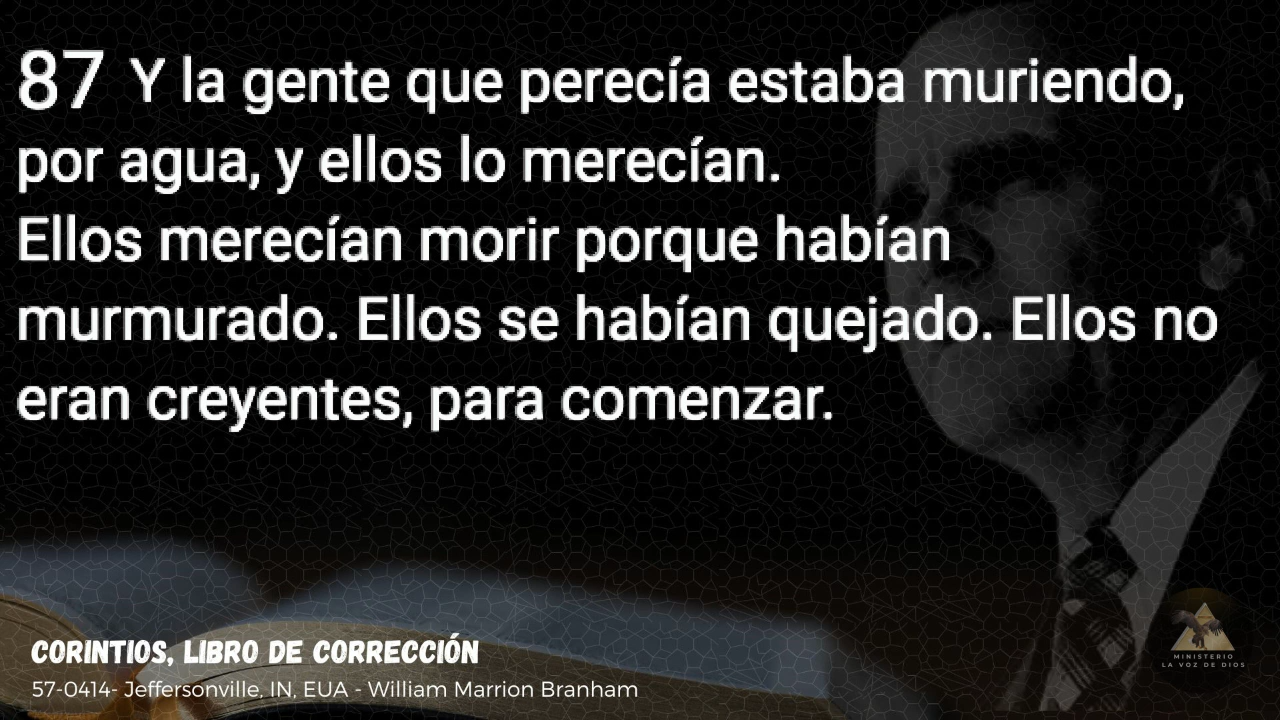 87 Y la gente que perecía estaba muriendo,
por agua, y ellos lo merecían.
Ellos merecían morir porque habían
murmurado. Ellos se habían quejado. Ellos no
eran creyentes, para comenzar.
CORINTIOS, LIBRO DE CORRECCIÓN
57-0414- Jeffersonville, IN, EUA - William Marrion Branham
MINISTERIO
LA VOZ DE DIOS